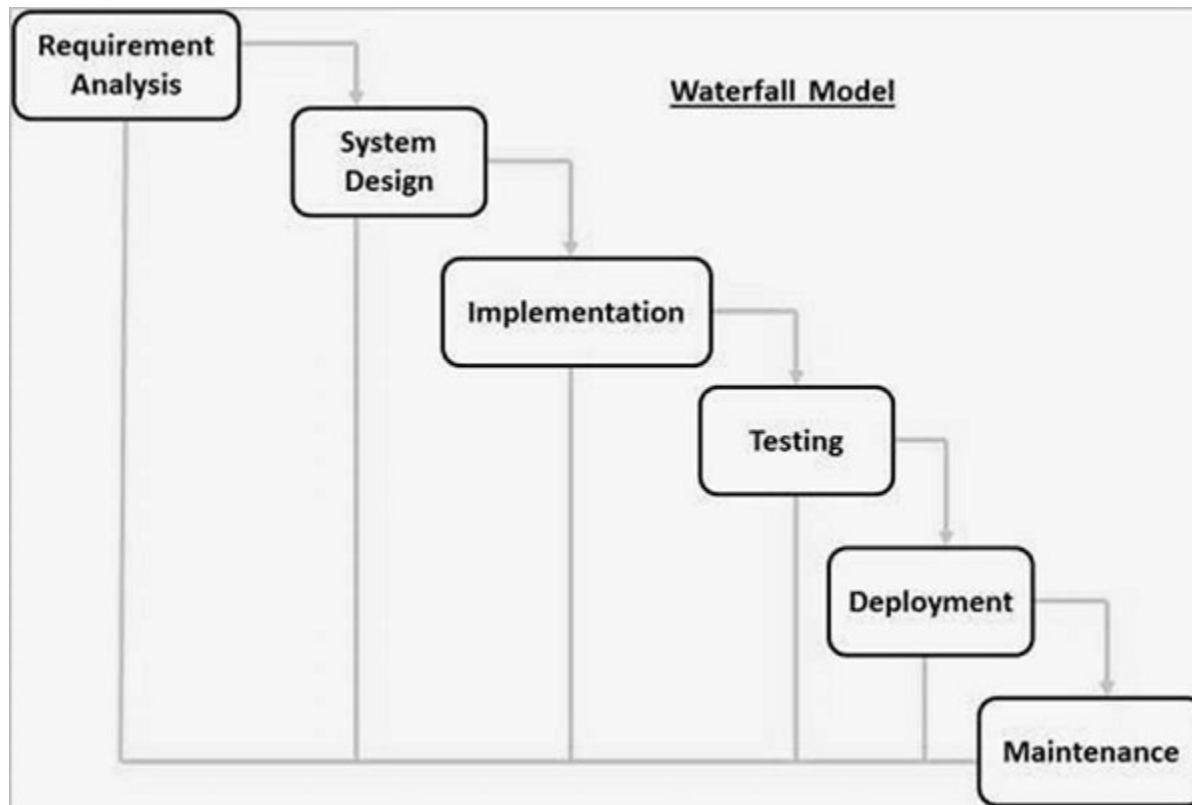 Requirement
Analysis
Waterfall Model
System
Design
Implementation
Testing
Deployment
Maintenance